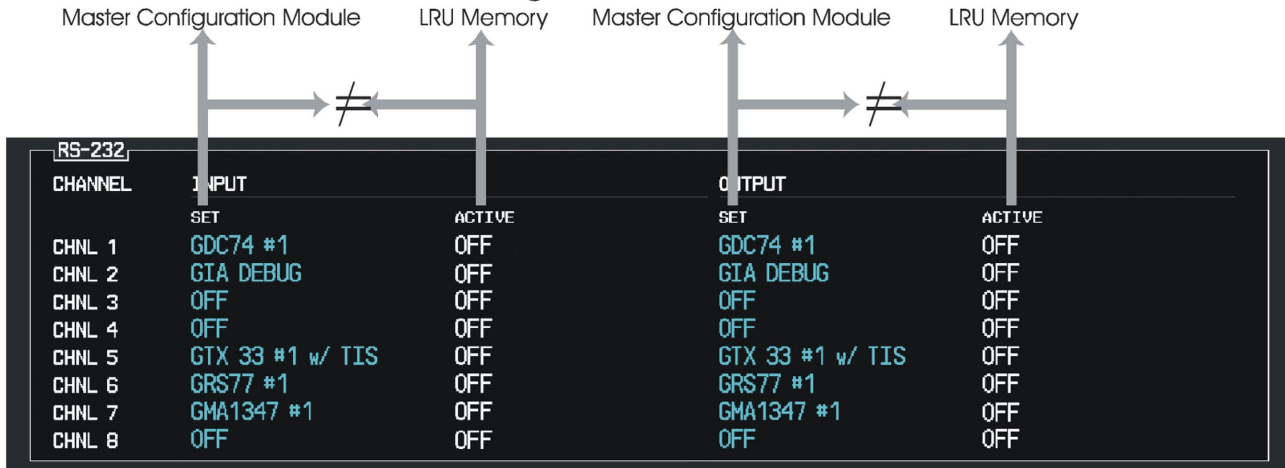 Master Configuration Module LRU Memory Master Configuration Module LRU Memory
RS-232
CHANNEL INPUT OUTPUT
SET ACTIVE SET ACTIVE
CHNL 1 GDC74 #1 OFF GDC74 #1 OFF
CHNL 2 GIA DEBUG OFF GIA DEBUG OFF
CHNL 3 OFF OFF OFF OFF
CHNL 4 OFF OFF OFF OFF
CHNL 5 GTX 33 #1 w/ TIS OFF GTX 33 #1 w/ TIS OFF
CHNL 6 GRS77 #1 OFF GRS77 #1 OFF
CHNL 7 GMA1347 #1 OFF GMA1347 #1 OFF
CHNL 8 OFF OFF OFF OFF